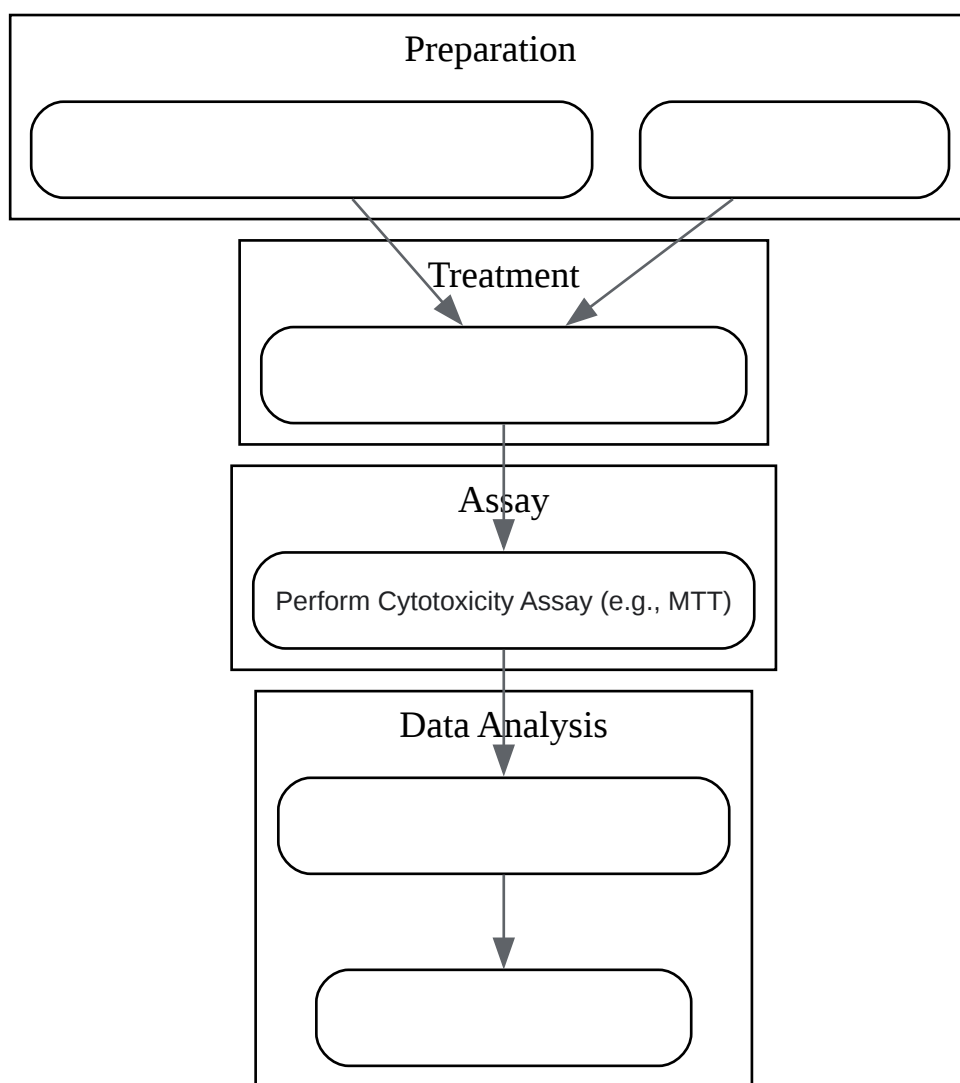 Preparation
Treatment
Assay
Perform Cytotoxicity Assay (e.g., MTT)
Data Analysis